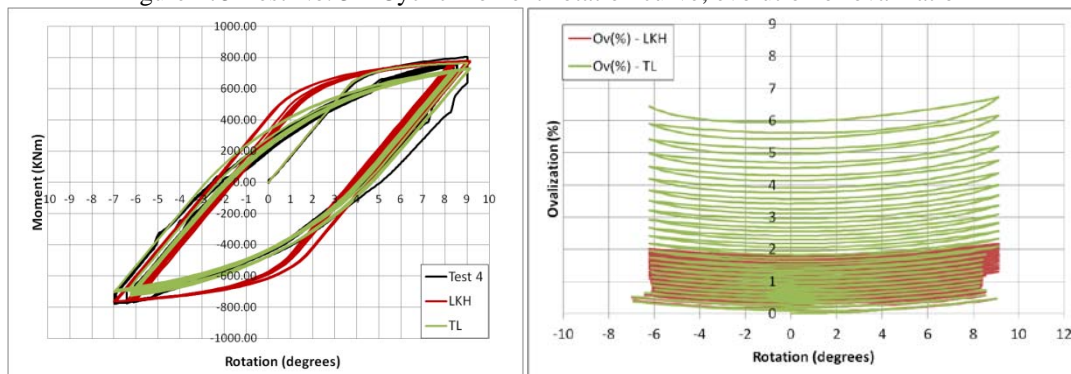 Moment (KNm)
1000.00
800.00
600.00
400.00
200.00
0.00
-200.00
-400.00
-600.00
-800.00
-1000.00
-10 -9 -8 -7 -6 -5 -4 -3 -2 -1 0 1 2 3 4 5 6 7 8 9 10
Test 4
LKH
TL
Rotation (degrees)
Ov(%) - LKH
Ov(%) - TL
Ovalization (%)
9
8
7
6
5
4
3
2
1
0
-10 -8 -6 -4 -2 0 2 4 6 8 10 12
Rotation (degrees)